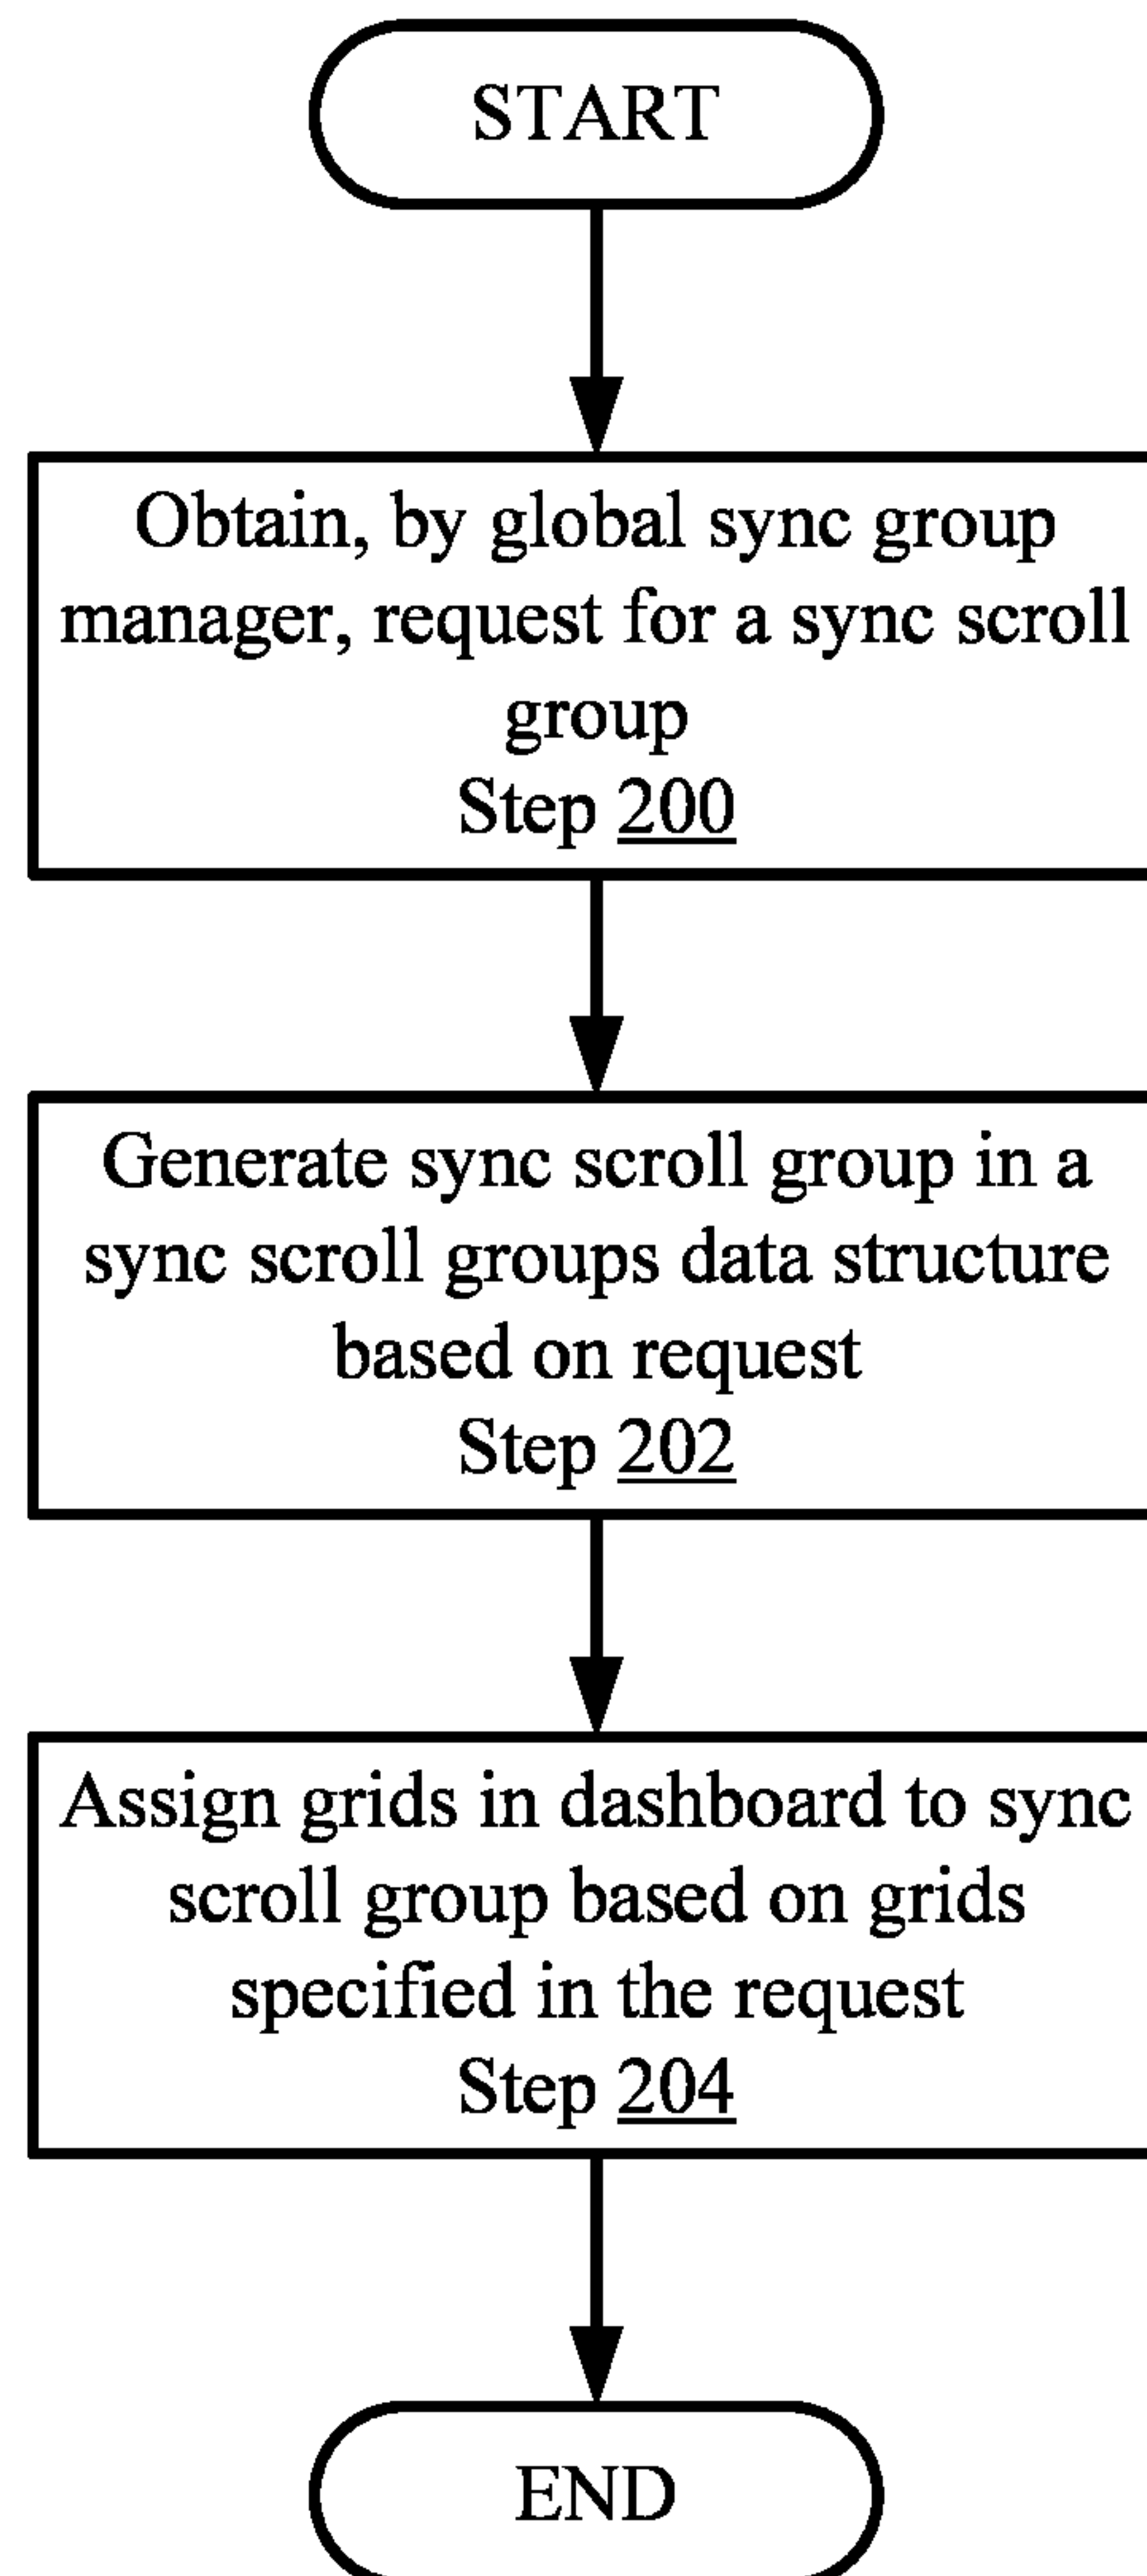 START
Obtain, by global sync group
manager, request for a sync scroll
group
Step 200
Generate sync scroll group in a
sync scroll groups data structure
based on request
Step 202
Assign grids in dashboard to sync
scroll group based on grids
specified in the request
Step 204
END